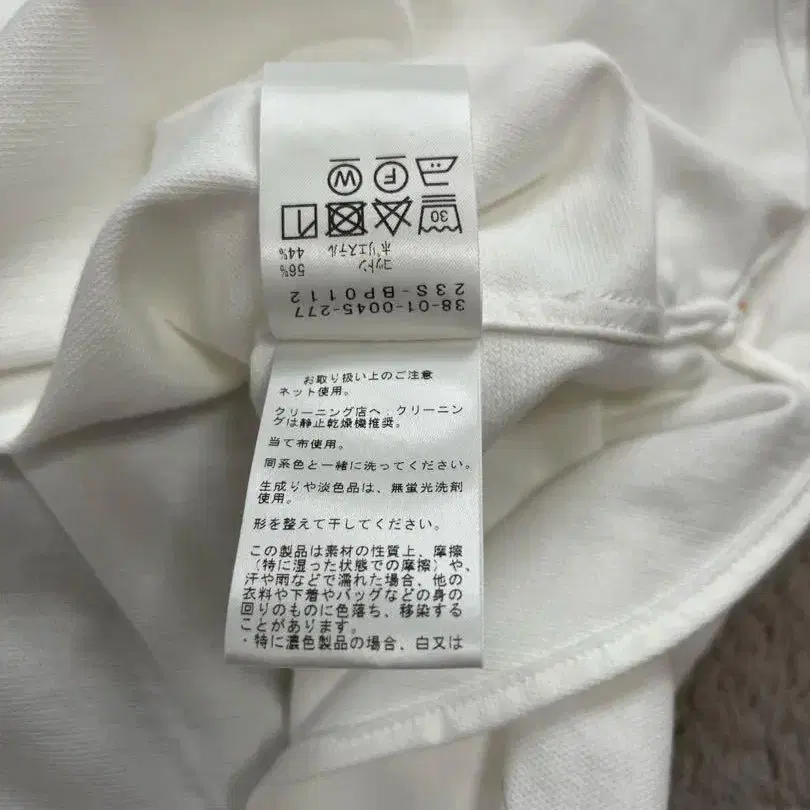 38-01-0045-277
23S-BP0112
コットン 56%
ポリエステル 44%
30
F W
お取り扱い上のご注意
ネット使用。
クリーニング店へ・クリーニン
グは静止乾燥機推奨。
当て布使用。
同系色と一緒に洗ってください。
生成りや淡色品は、無蛍光洗剤
使用。
形を整えて干してください。
この製品は素材の性質上、摩擦
(特に湿った状態での摩擦)や、
汗や雨などで濡れた場合、他の
衣料や下着やバッグなどの身の
回りのものに色落ち、移染する
ことがあります。
・特に濃色製品の場合、白又は